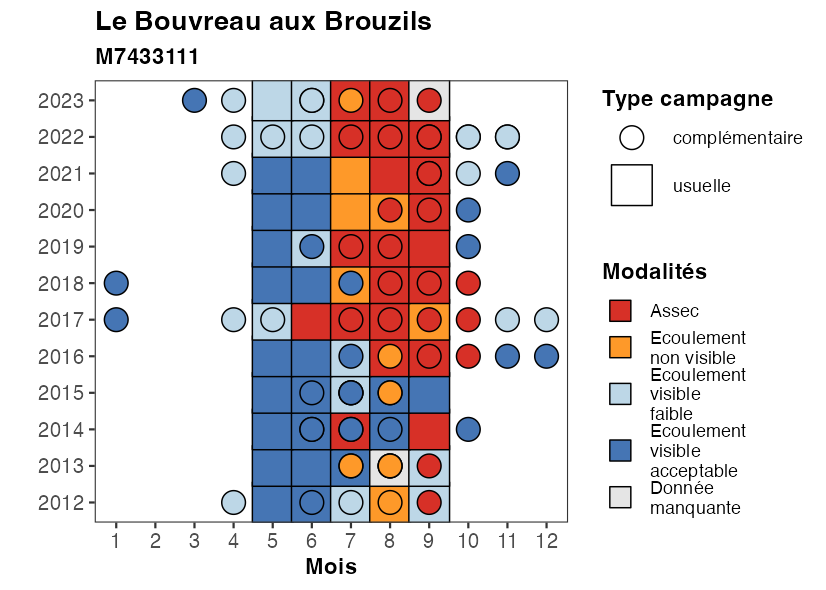 Le Bouvreau aux Brouzils
M7433111
2023
2022
2021
2020
2019
2018
2017
2016
2015
2014
2013
2012
1 2 3 4 5 6 7 8 9 10 11 12
Mois
Type campagne
complémentaire
usuelle
Modalités
Assec
Ecoulement
non visible
Ecoulement
visible
faible
Ecoulement
visible
acceptable
Donnée
manquante